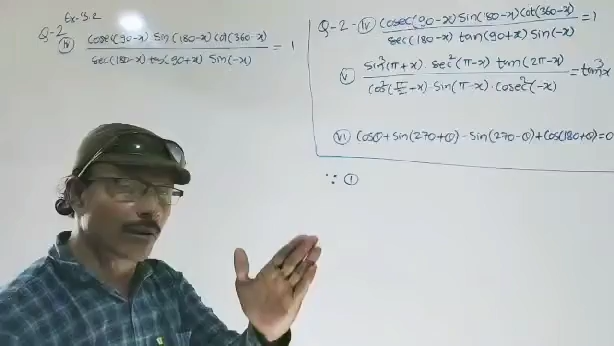 Ex-3.2
Q-2
(iv) cosec(90-x) Sin(180-x) cot(360-x) / sec(180-x) tan(90+x) Sin(-x) = 1
Q-2-(iv) cosec(90-x) Sin(180-x) cot(360-x) / sec(180-x) tan(90+x) Sin(-x) = 1
(v) Sin²(π+x). sec²(π-x) tan(2π-x) / cos²(π/2+x) Sin(π-x). cosec²(-x) = tan³x
(vi) cosθ + Sin(270+θ) - Sin(270-θ) + cos(180+θ) = 0
∵ (1)